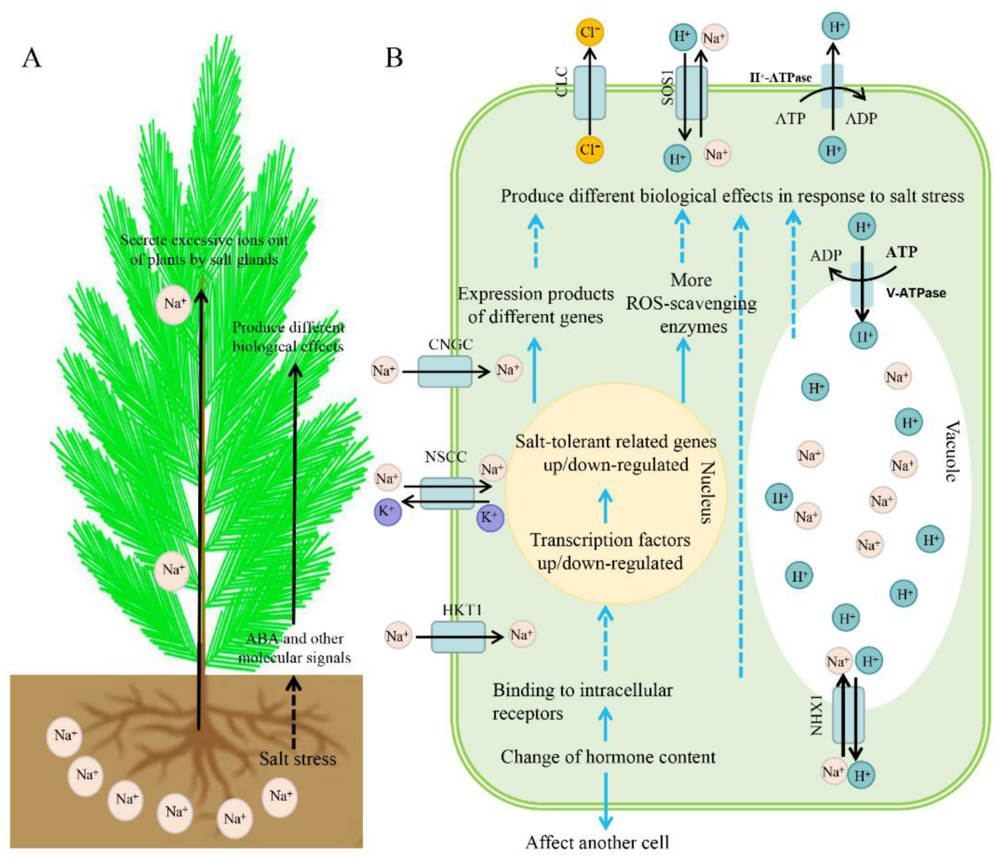 A
Secrete excessive ions out
of plants by salt glands
Na⁺
Produce different
biological effects
Na⁺
ABA and other
molecular signals
Salt stress
Na⁺
Na⁺
Na⁺
Na⁺
Na⁺
Na⁺
B
Cl⁻
CLC
Cl⁻
H⁺
Na⁺
SOS1
H⁺
Na⁺
H⁺
H⁺-ATPase
ATP
ADP
H⁺
Produce different biological effects in response to salt stress
H⁺
ADP
ATP
V-ATPase
H⁺
Expression products
of different genes
More
ROS-scavenging
enzymes
CNGC
Na⁺
Na⁺
NSCC
Na⁺
Na⁺
K⁺
K⁺
Salt-tolerant related genes
up/down-regulated
Nucleus
Transcription factors
up/down-regulated
HKT1
Na⁺
Na⁺
Binding to intracellular
receptors
Change of hormone content
Affect another cell
Vacuole
Na⁺
H⁺
H⁺
Na⁺
Na⁺
H⁺
Na⁺
Na⁺
Na⁺
H⁺
H⁺
H⁺
H⁺
Na⁺
H⁺
NHX1
Na⁺
H⁺